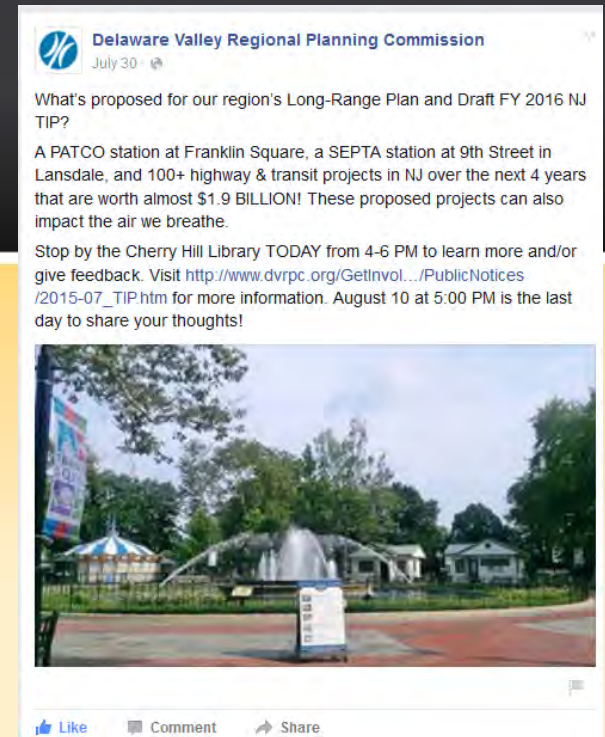 Delaware Valley Regional Planning Commission
July 30
What's proposed for our region's Long-Range Plan and Draft FY 2016 NJ
TIP?
A PATCO station at Franklin Square, a SEPTA station at 9th Street in
Lansdale, and 100+ highway & transit projects in NJ over the next 4 years
that are worth almost $1.9 BILLION! These proposed projects can also
impact the air we breathe.
Stop by the Cherry Hill Library TODAY from 4-6 PM to learn more and/or
give feedback. Visit http://www.dvrpc.org/GetInvol.../PublicNotices
/2015-07_TIP.htm for more information. August 10 at 5:00 PM is the last
day to share your thoughts!
Like Comment Share